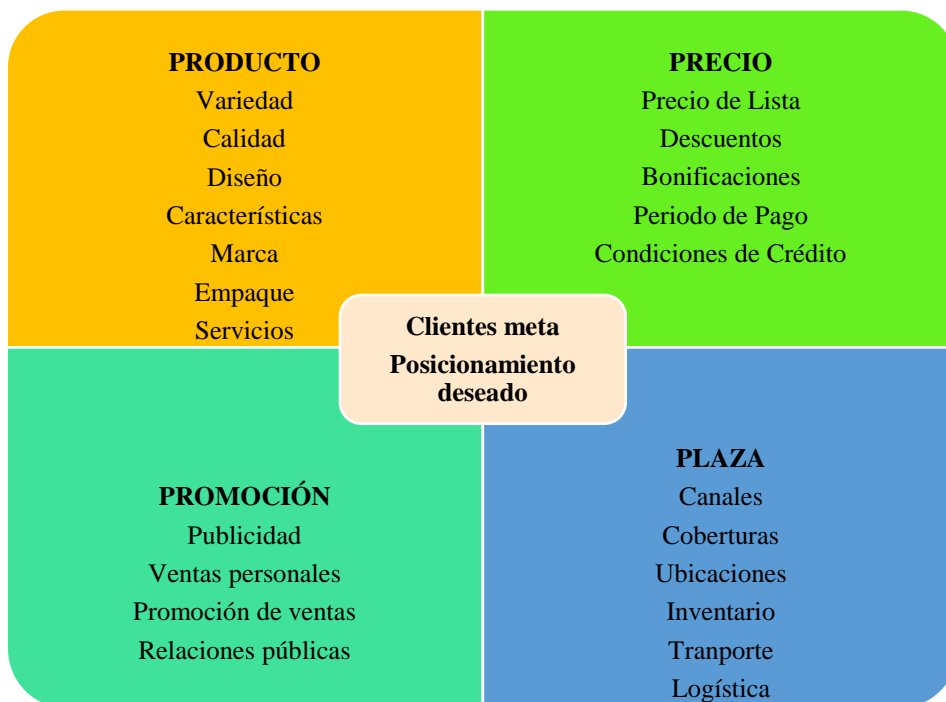 PRODUCTO
Variedad
Calidad
Diseño
Características
Marca
Empaque
Servicios
PRECIO
Precio de Lista
Descuentos
Bonificaciones
Periodo de Pago
Condiciones de Crédito
Clientes meta
Posicionamiento
deseado
PROMOCIÓN
Publicidad
Ventas personales
Promoción de ventas
Relaciones públicas
PLAZA
Canales
Coberturas
Ubicaciones
Inventario
Tranporte
Logística